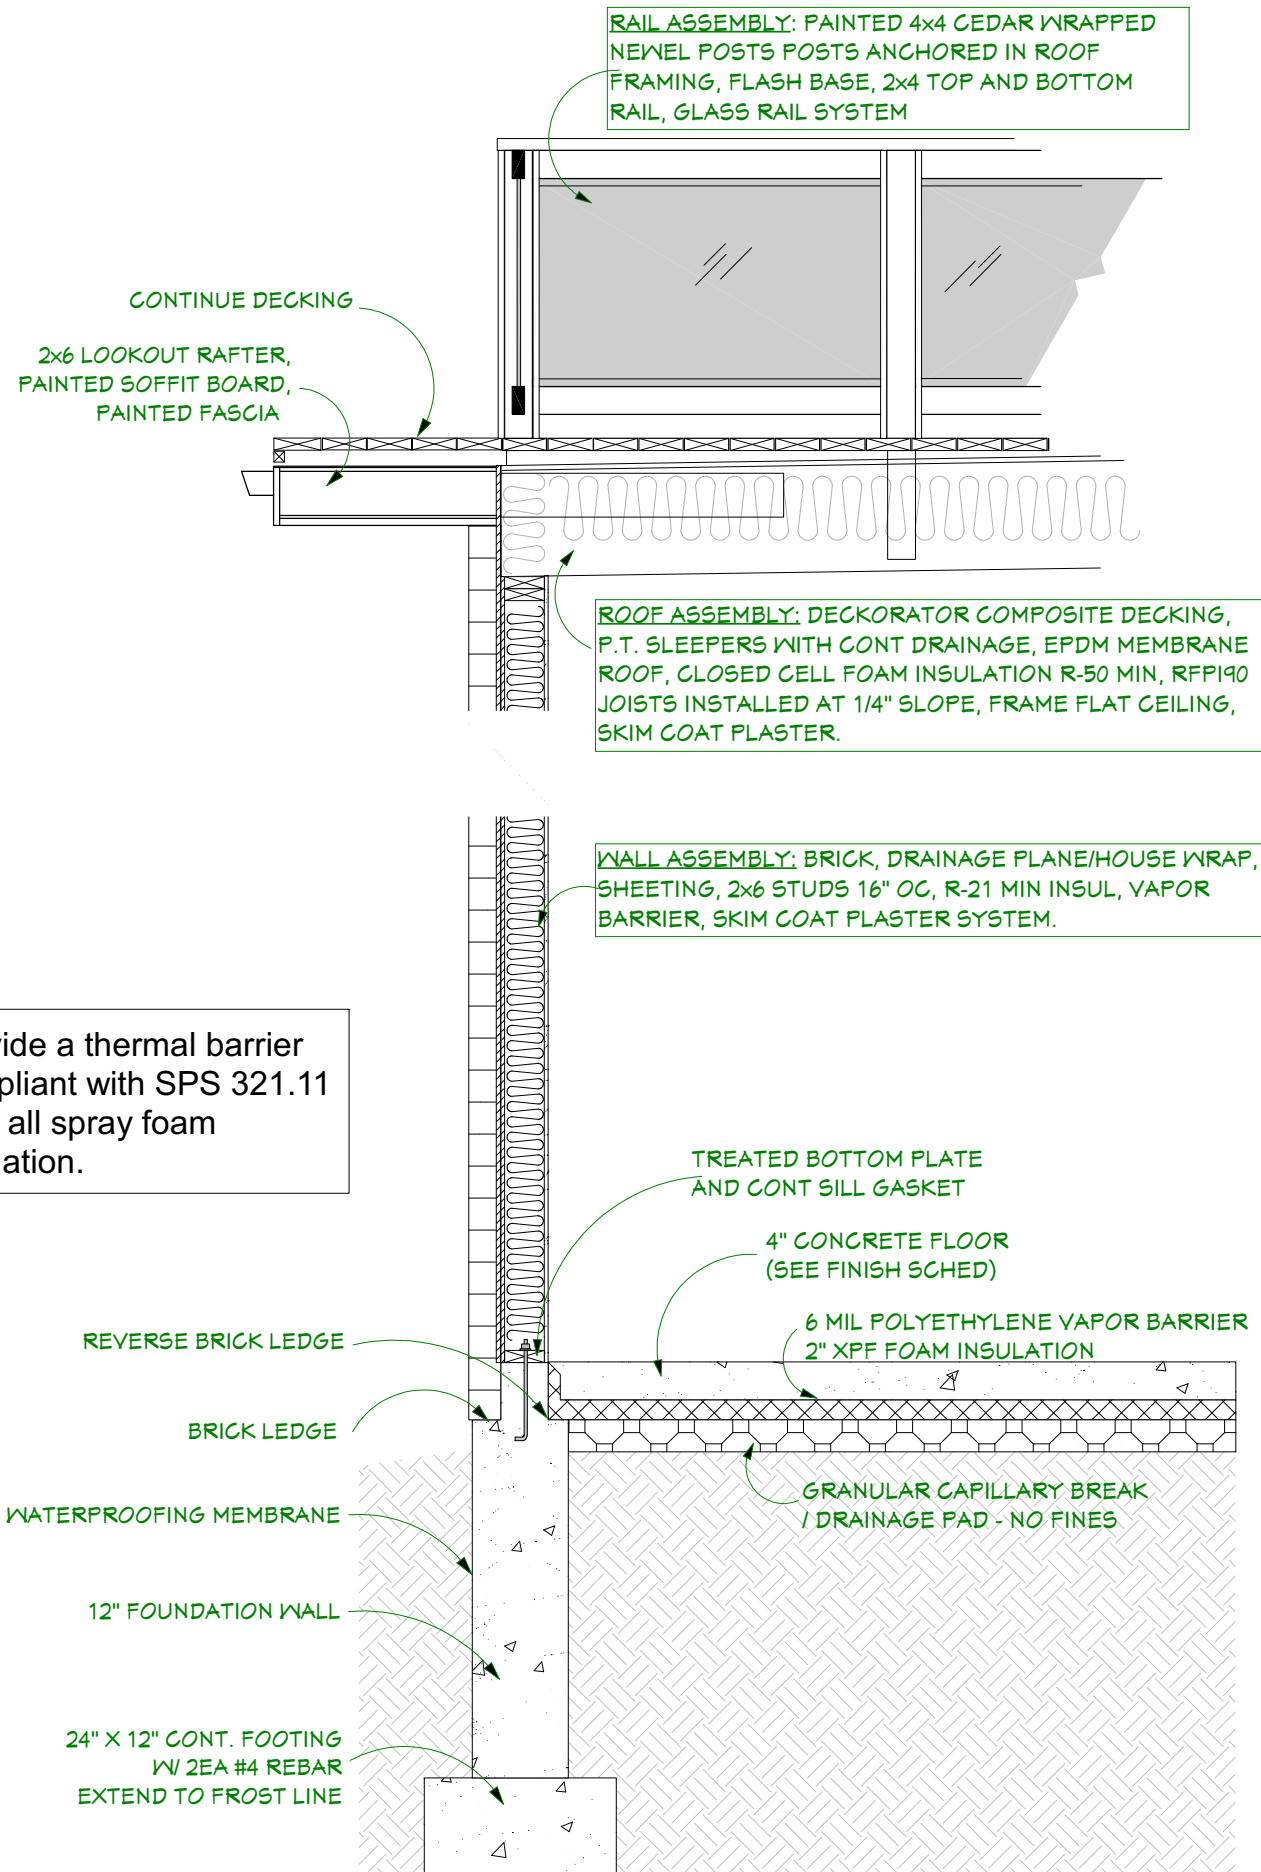 RAIL ASSEMBLY: PAINTED 4x4 CEDAR WRAPPED
NEWEL POSTS POSTS ANCHORED IN ROOF
FRAMING, FLASH BASE, 2x4 TOP AND BOTTOM
RAIL, GLASS RAIL SYSTEM
CONTINUE DECKING
2x6 LOOKOUT RAFTER,
PAINTED SOFFIT BOARD,
PAINTED FASCIA
ROOF ASSEMBLY: DECKORATOR COMPOSITE DECKING,
P.T. SLEEPERS WITH CONT DRAINAGE, EPDM MEMBRANE
ROOF, CLOSED CELL FOAM INSULATION R-50 MIN, RFPI90
JOISTS INSTALLED AT 1/4" SLOPE, FRAME FLAT CEILING,
SKIM COAT PLASTER.
WALL ASSEMBLY: BRICK, DRAINAGE PLANE/HOUSE WRAP,
SHEETING, 2x6 STUDS 16" OC, R-21 MIN INSUL, VAPOR
BARRIER, SKIM COAT PLASTER SYSTEM.
vide a thermal barrier
pliant with SPS 321.11
all spray foam
ation.
TREATED BOTTOM PLATE
AND CONT SILL GASKET
4" CONCRETE FLOOR
(SEE FINISH SCHED)
6 MIL POLYETHYLENE VAPOR BARRIER
2" XPF FOAM INSULATION
REVERSE BRICK LEDGE
BRICK LEDGE
GRANULAR CAPILLARY BREAK
/ DRAINAGE PAD - NO FINES
WATERPROOFING MEMBRANE
12" FOUNDATION WALL
24" X 12" CONT. FOOTING
W/ 2EA #4 REBAR
EXTEND TO FROST LINE